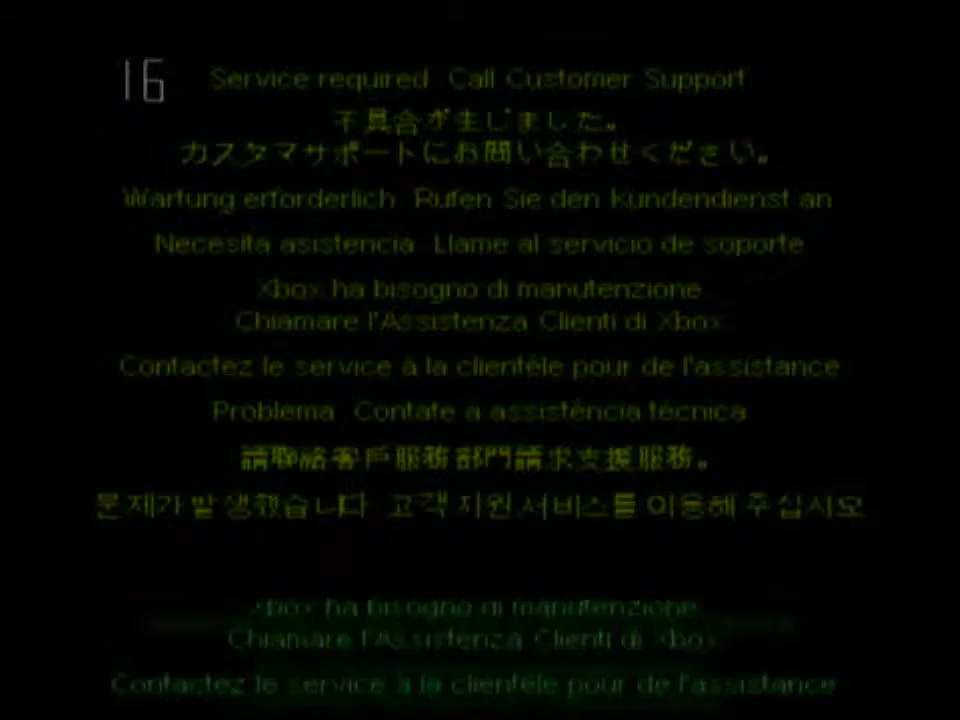 16
Service required Call Customer Support
不具合が生じました。
カスタマサポートにお問い合わせください。
Wartung erforderlich Rufen Sie den Kundendienst an
Necesita asistencia Llame al servicio de soporte
Xbox ha bisogno di manutenzione
Chiamare l'Assistenza Clienti di Xbox
Contactez le service à la clientèle pour de l'assistance
Problema Contate a assistência técnica
請聯絡客戶服務部門請求支援服務。
문제가 발생했습니다 고객 지원 서비스를 이용해 주십시오
Xbox ha bisogno di manutenzione
Chiamare l'Assistenza Clienti di Xbox
Contactez le service à la clientèle pour de l'assistance